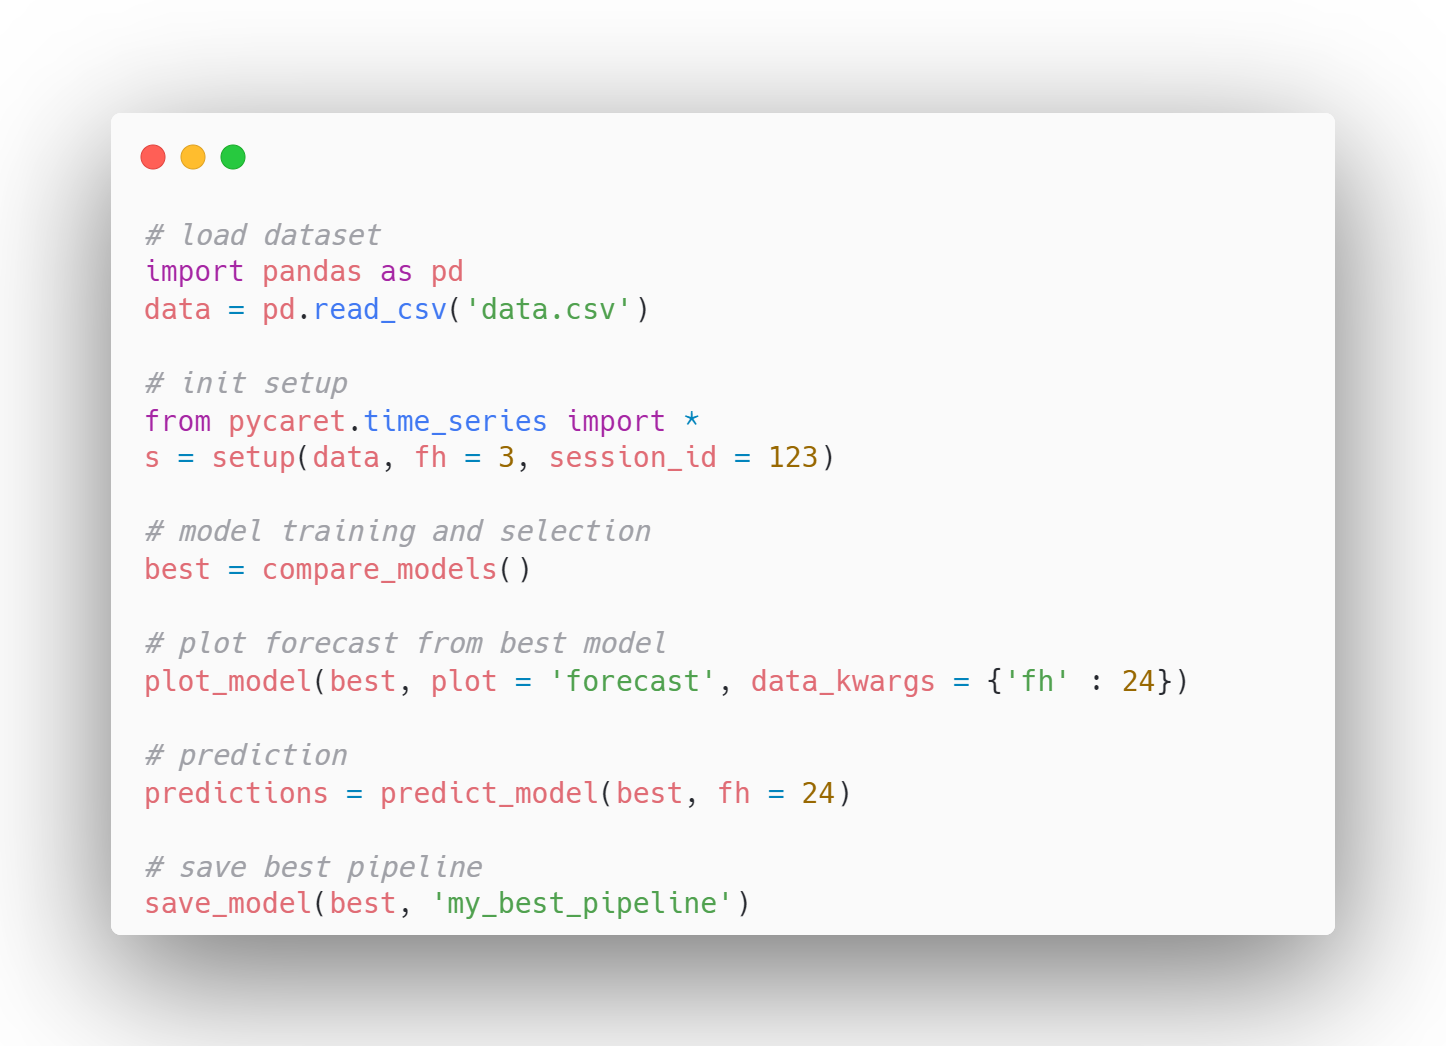 # load dataset
import pandas as pd
data = pd.read_csv('data.csv')
# init setup
from pycaret.time_series import *
s = setup(data, fh = 3, session_id = 123)
# model training and selection
best = compare_models()
# plot forecast from best model
plot_model(best, plot = 'forecast', data_kwargs = {'fh' : 24})
# prediction
predictions = predict_model(best, fh = 24)
# save best pipeline
save_model(best, 'my_best_pipeline')